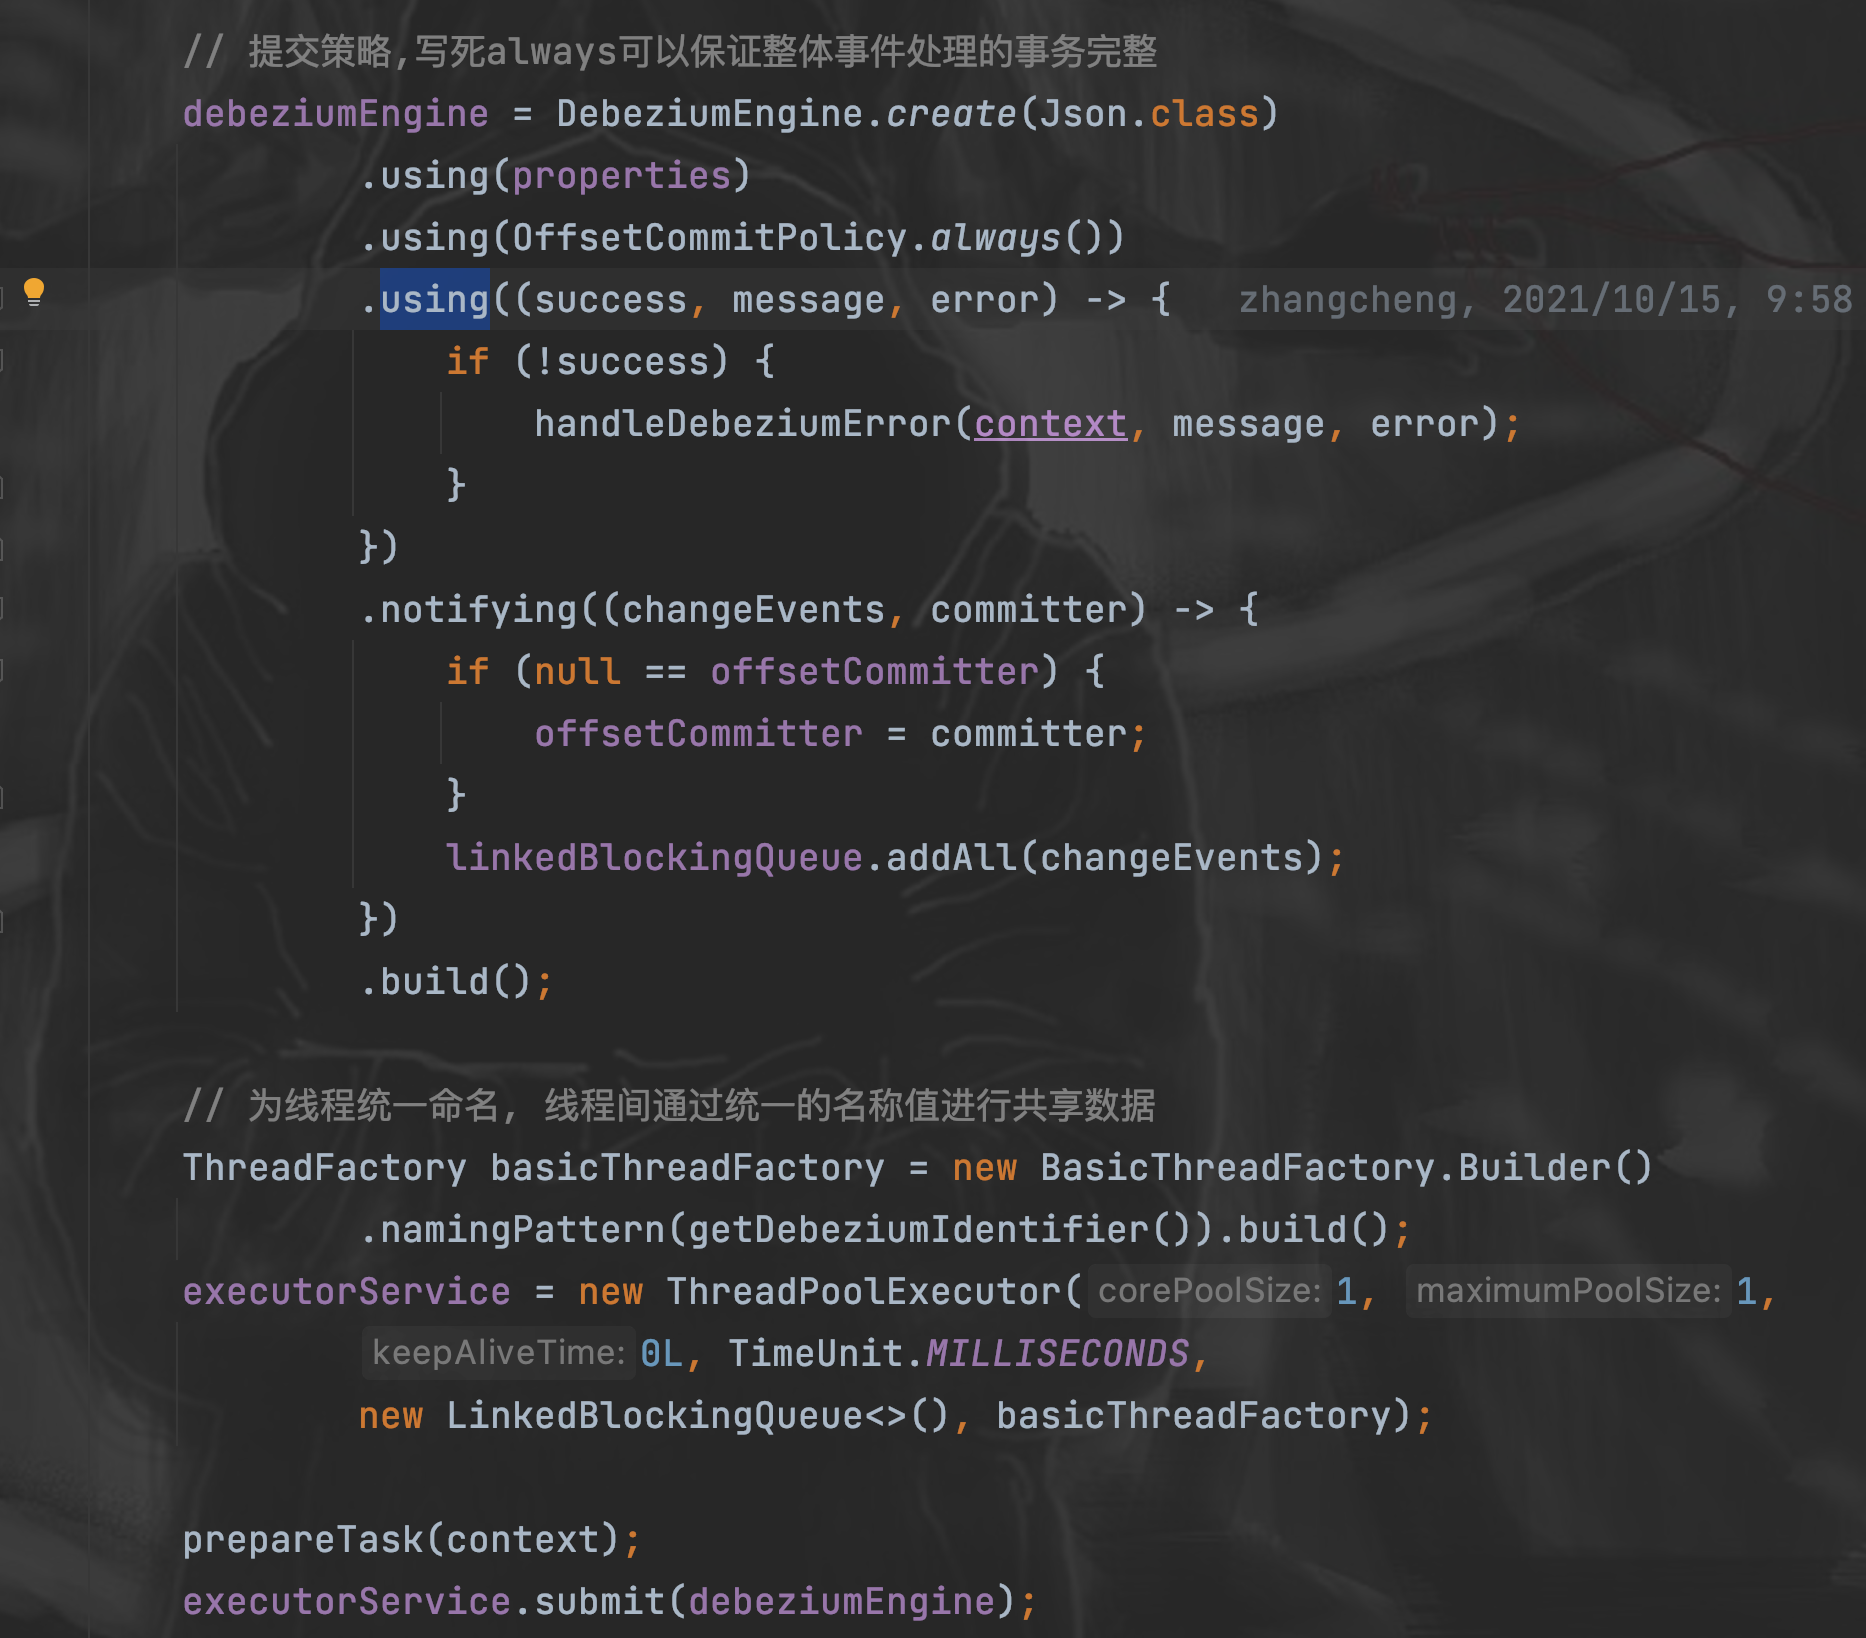 // 提交策略,写死always可以保证整体事件处理的事务完整
debeziumEngine = DebeziumEngine.create(Json.class)
.using(properties)
.using(OffsetCommitPolicy.always())
.using((success, message, error) -> { zhangcheng, 2021/10/15, 9:58
if (!success) {
handleDebeziumError(context, message, error);
}
})
.notifying((changeEvents, committer) -> {
if (null == offsetCommitter) {
offsetCommitter = committer;
}
linkedBlockingQueue.addAll(changeEvents);
})
.build();
// 为线程统一命名, 线程间通过统一的名称值进行共享数据
ThreadFactory basicThreadFactory = new BasicThreadFactory.Builder()
.namingPattern(getDebeziumIdentifier()).build();
executorService = new ThreadPoolExecutor( corePoolSize: 1, maximumPoolSize: 1,
keepAliveTime: 0L, TimeUnit.MILLISECONDS,
new LinkedBlockingQueue<>(), basicThreadFactory);
prepareTask(context);
executorService.submit(debeziumEngine);